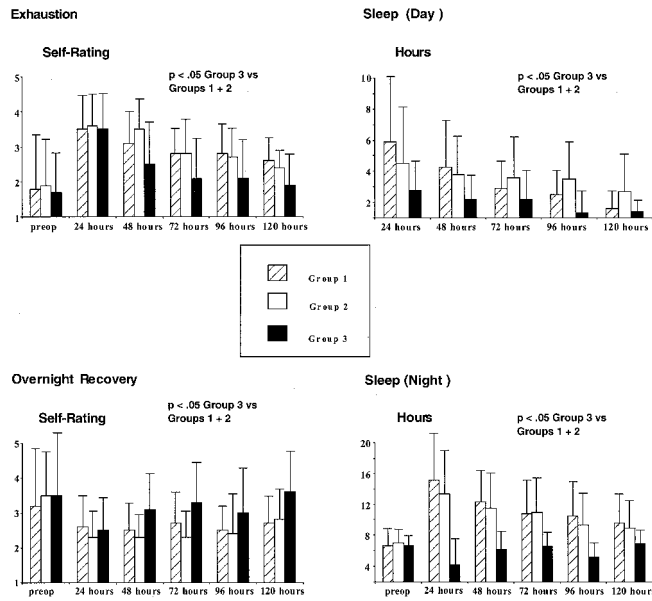 Exhaustion
Self-Rating
p < .05 Group 3 vs
Groups 1 + 2
5
4
3
2
1
preop 24 hours 48 hours 72 hours 96 hours 120 hours
Sleep (Day )
Hours
p < .05 Group 3 vs
Groups 1 + 2
10
8
6
4
2
24 hours 48 hours 72 hours 96 hours 120 hours
Group 1
Group 2
Group 3
Overnight Recovery
Self-Rating
p < .05 Group 3 vs
Groups 1 + 2
5
4
3
2
1
preop 24 hours 48 hours 72 hours 96 hours 120 hours
Sleep (Night )
Hours
p < .05 Group 3 vs
Groups 1 + 2
20
16
12
8
4
preop 24 hours 48 hours 72 hours 96 hours 120 hour